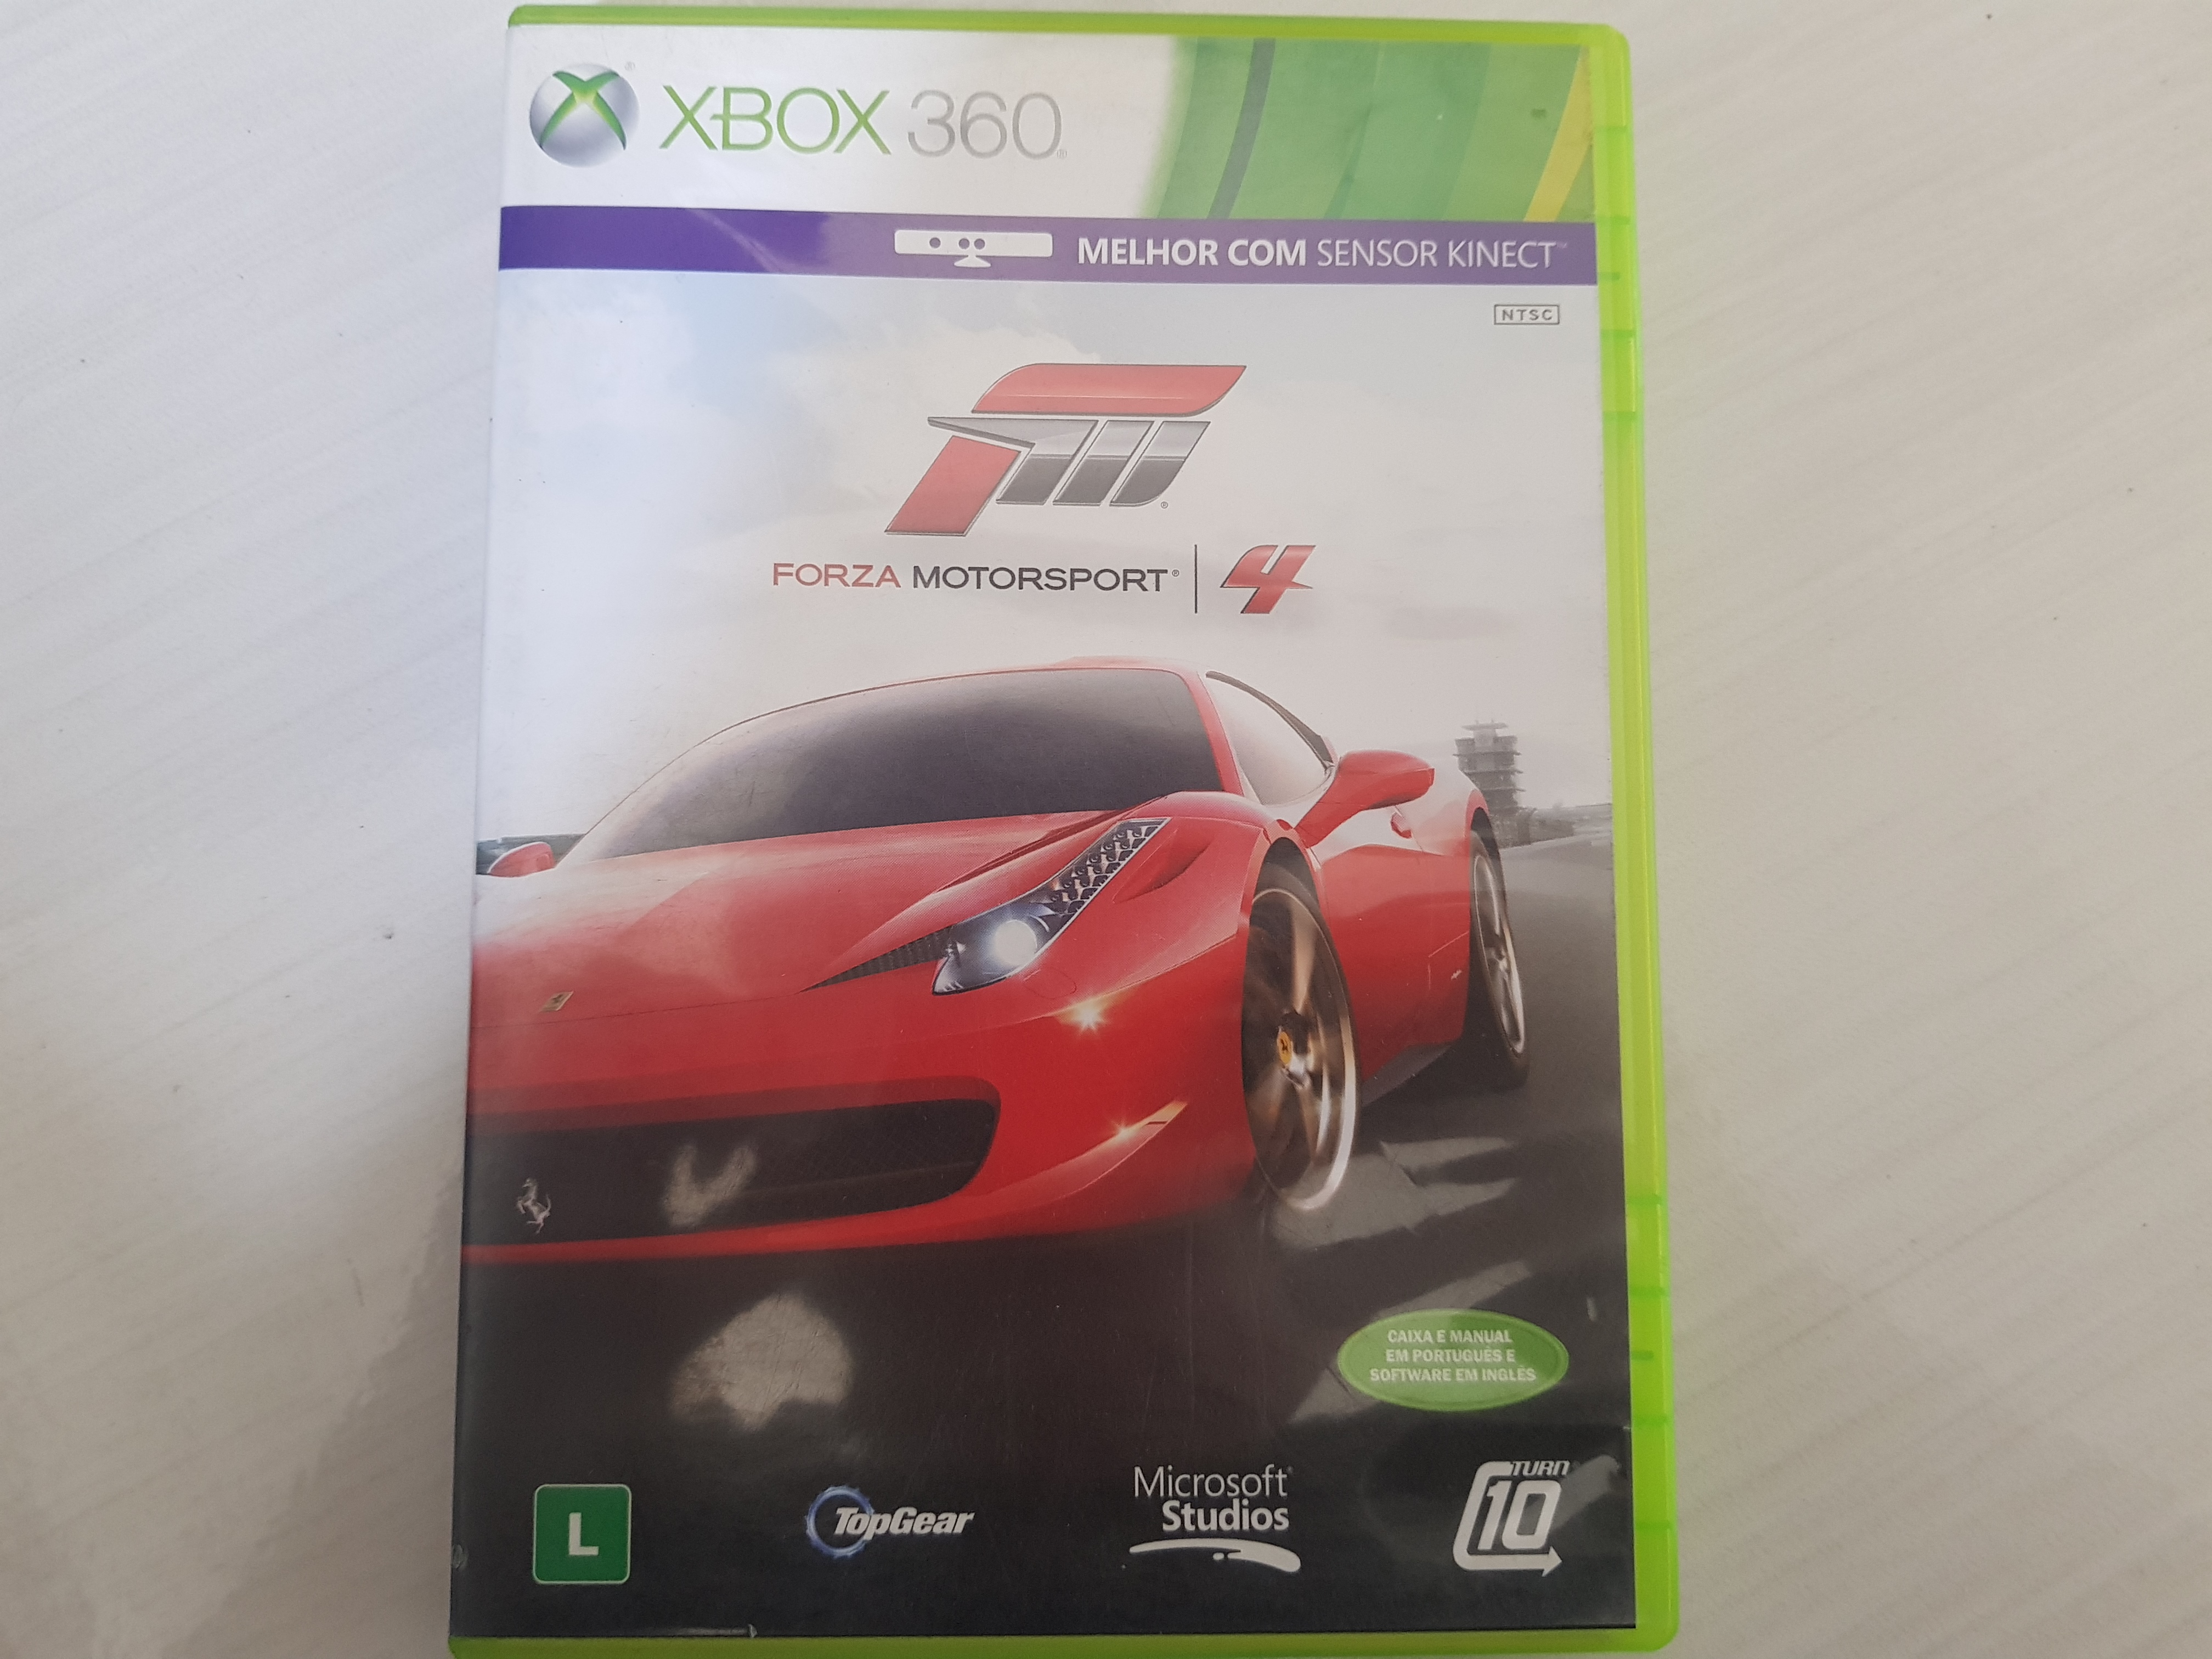 XBOX 360
MELHOR COM SENSOR KINECT™
NTSC
FORZA MOTORSPORT® 4
CAIXA E MANUAL
EM PORTUGUÊS E
SOFTWARE EM INGLÊS
L
TopGear
Microsoft®
Studios
TURN
10